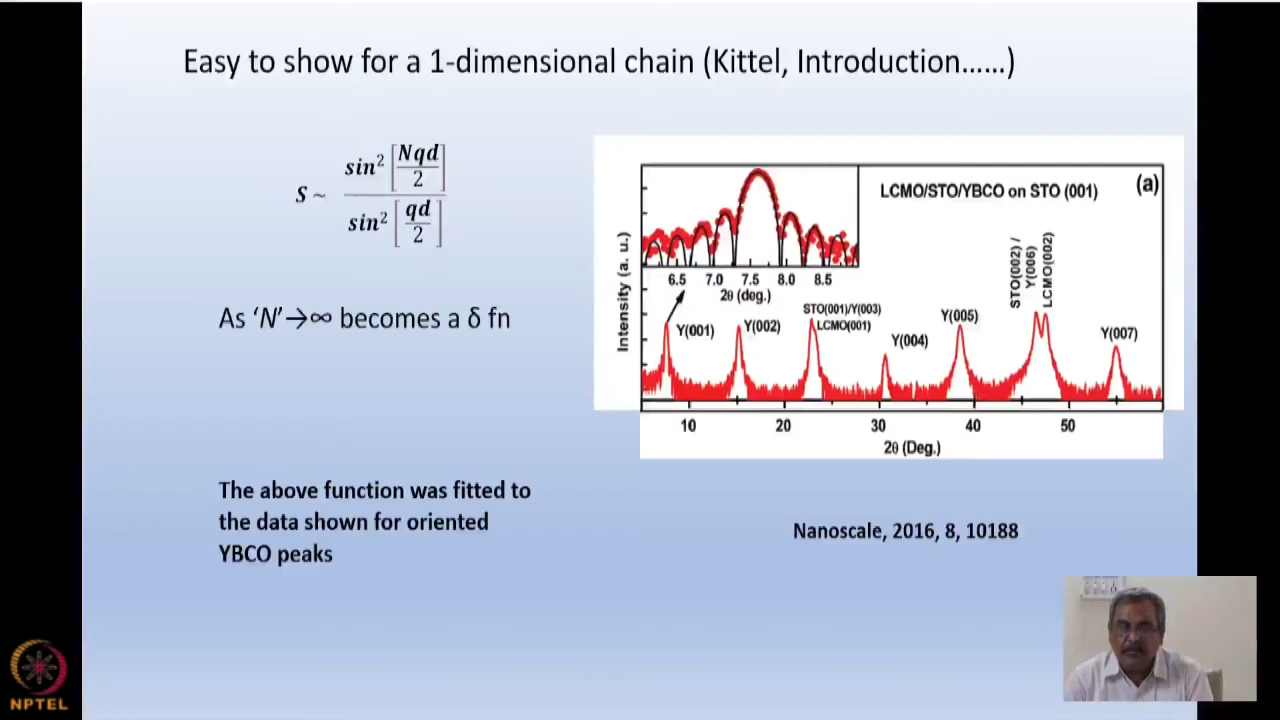 Easy to show for a 1-dimensional chain (Kittel, Introduction……)
S ~ sin² [Nqd/2] / sin² [qd/2]
As ‘N’→∞ becomes a δ fn
The above function was fitted to
the data shown for oriented
YBCO peaks
LCMO/STO/YBCO on STO (001)
(a)
Intensity (a. u.)
6.5 7.0 7.5 8.0 8.5
2θ (deg.)
Y(001)
Y(002)
STO(001)/Y(003)
LCMO(001)
Y(004)
Y(005)
STO(002) /
Y(006)
LCMO(002)
Y(007)
10 20 30 40 50
2θ (Deg.)
Nanoscale, 2016, 8, 10188
NPTEL